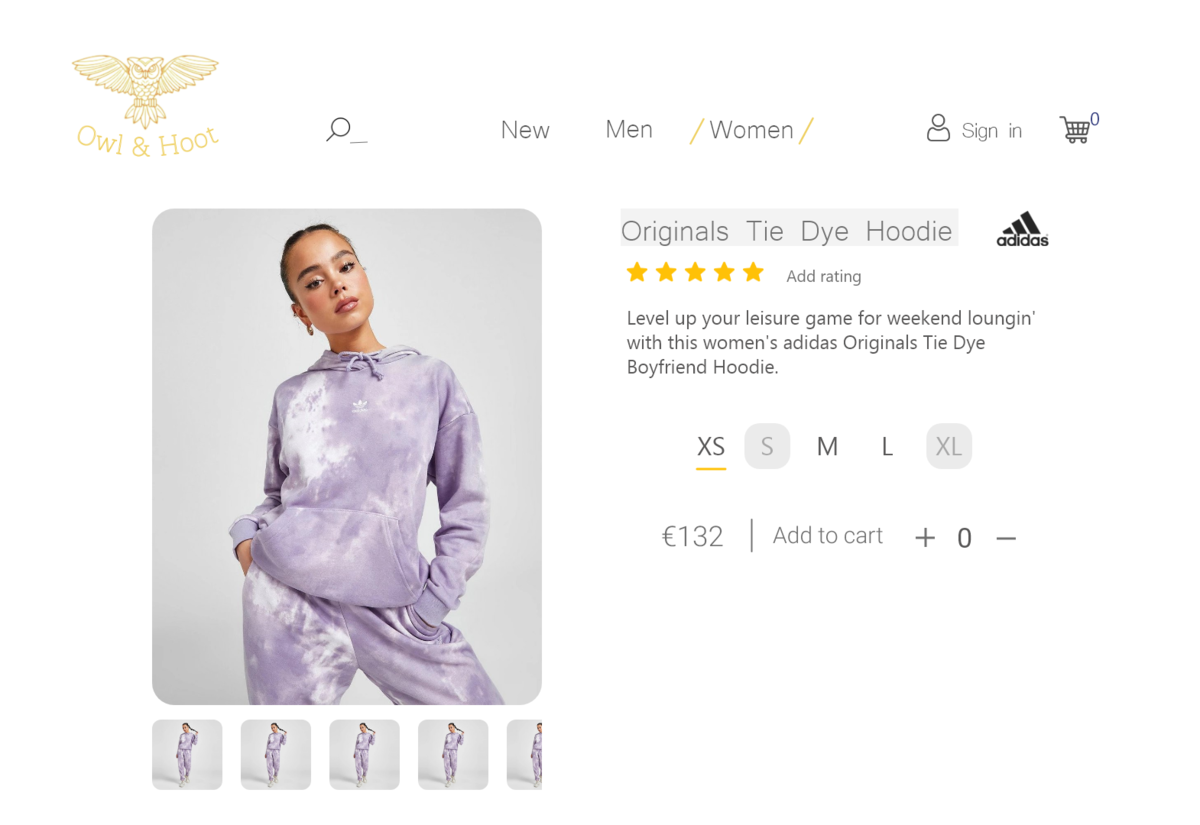 Owl & Hoot
New Men / Women / Sign in 0
Originals Tie Dye Hoodie adidas
Add rating
Level up your leisure game for weekend loungin'
with this women's adidas Originals Tie Dye
Boyfriend Hoodie.
XS S M L XL
€132 | Add to cart + 0 −